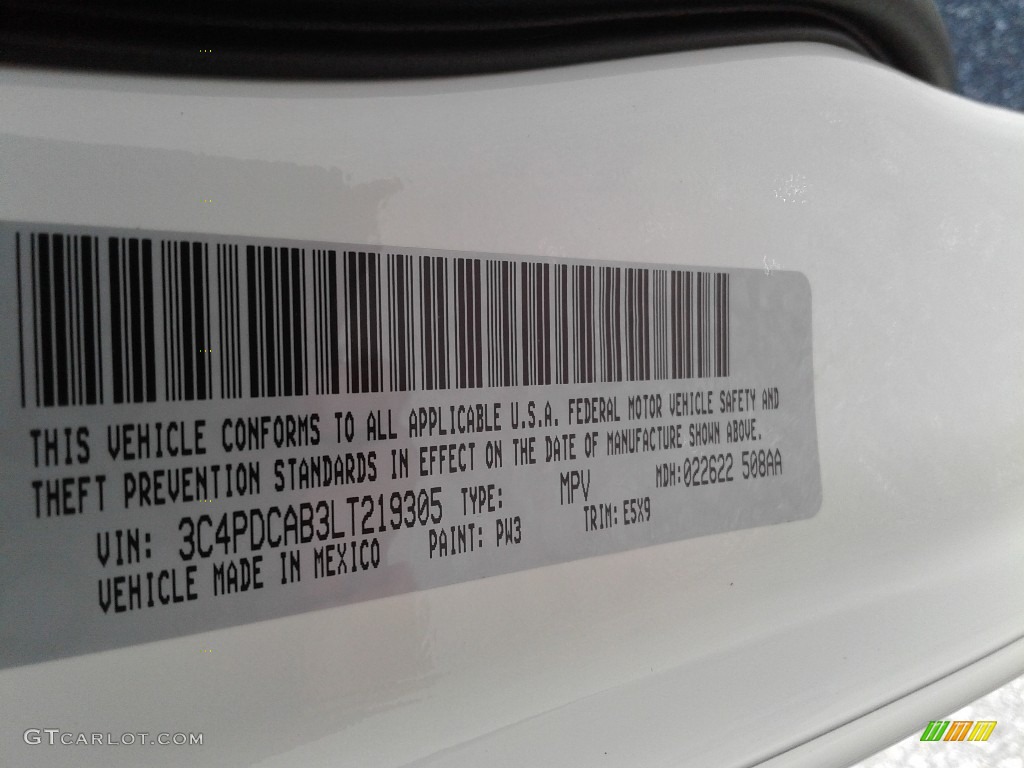 THIS VEHICLE CONFORMS TO ALL APPLICABLE U.S.A. FEDERAL MOTOR VEHICLE SAFETY AND
THEFT PREVENTION STANDARDS IN EFFECT ON THE DATE OF MANUFACTURE SHOWN ABOVE.
VIN: 3C4PDCAB3LT219305 TYPE: MPV MDH:022622 508AA
VEHICLE MADE IN MEXICO PAINT: PW3 TRIM:E5X9
GTCARLOT.COM